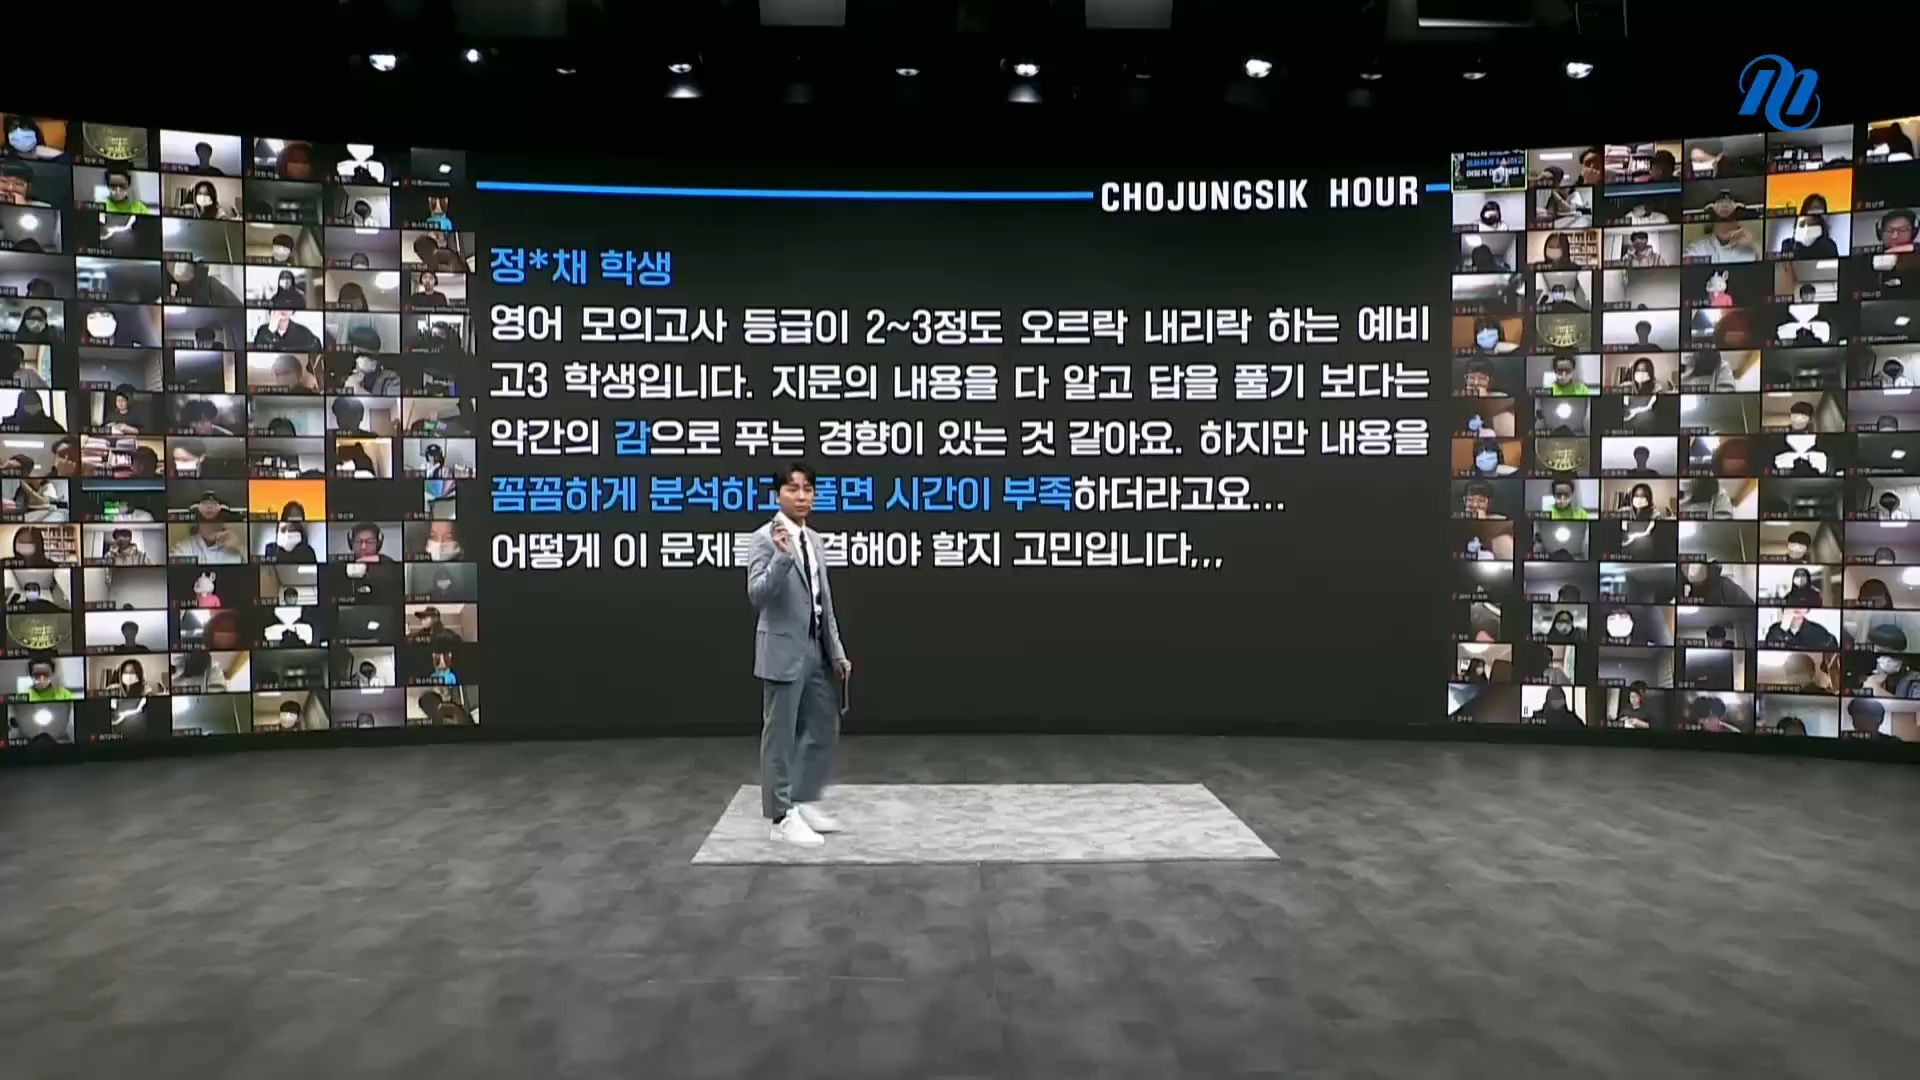 CHOJUNGSIK HOUR
정*채 학생
영어 모의고사 등급이 2~3정도 오르락 내리락 하는 예비
고3 학생입니다. 지문의 내용을 다 알고 답을 풀기 보다는
약간의 감으로 푸는 경향이 있는 것 같아요. 하지만 내용을
꼼꼼하게 분석하고 풀면 시간이 부족하더라고요...
어떻게 이 문제를 해결해야 할지 고민입니다,,,